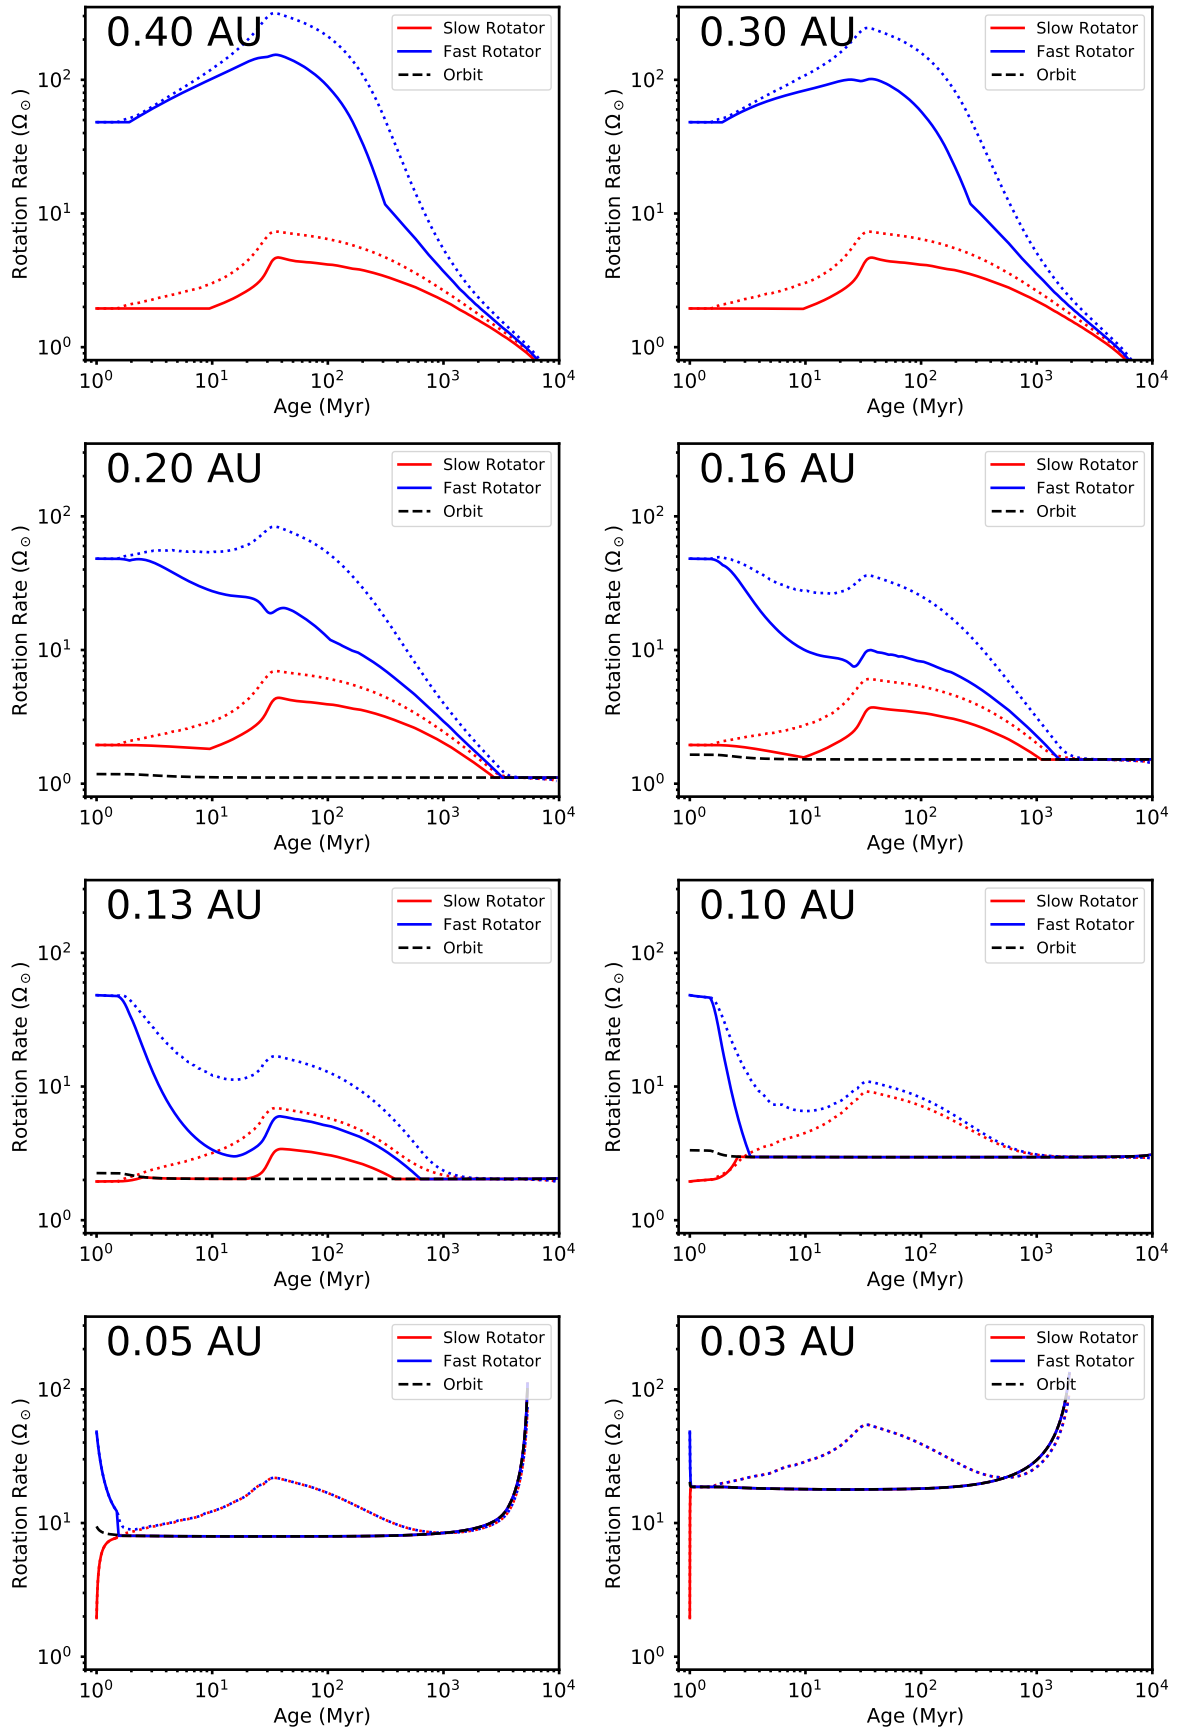 0.40 AU
Slow Rotator
Fast Rotator
Orbit
Rotation Rate (Ω⊙)
10²
10¹
10⁰
10⁰ 10¹ 10² 10³ 10⁴
Age (Myr)
0.30 AU
Slow Rotator
Fast Rotator
Orbit
Rotation Rate (Ω⊙)
10²
10¹
10⁰
10⁰ 10¹ 10² 10³ 10⁴
Age (Myr)
0.20 AU
Slow Rotator
Fast Rotator
Orbit
Rotation Rate (Ω⊙)
10²
10¹
10⁰
10⁰ 10¹ 10² 10³ 10⁴
Age (Myr)
0.16 AU
Slow Rotator
Fast Rotator
Orbit
Rotation Rate (Ω⊙)
10²
10¹
10⁰
10⁰ 10¹ 10² 10³ 10⁴
Age (Myr)
0.13 AU
Slow Rotator
Fast Rotator
Orbit
Rotation Rate (Ω⊙)
10²
10¹
10⁰
10⁰ 10¹ 10² 10³ 10⁴
Age (Myr)
0.10 AU
Slow Rotator
Fast Rotator
Orbit
Rotation Rate (Ω⊙)
10²
10¹
10⁰
10⁰ 10¹ 10² 10³ 10⁴
Age (Myr)
0.05 AU
Slow Rotator
Fast Rotator
Orbit
Rotation Rate (Ω⊙)
10²
10¹
10⁰
10⁰ 10¹ 10² 10³ 10⁴
Age (Myr)
0.03 AU
Slow Rotator
Fast Rotator
Orbit
Rotation Rate (Ω⊙)
10²
10¹
10⁰
10⁰ 10¹ 10² 10³ 10⁴
Age (Myr)